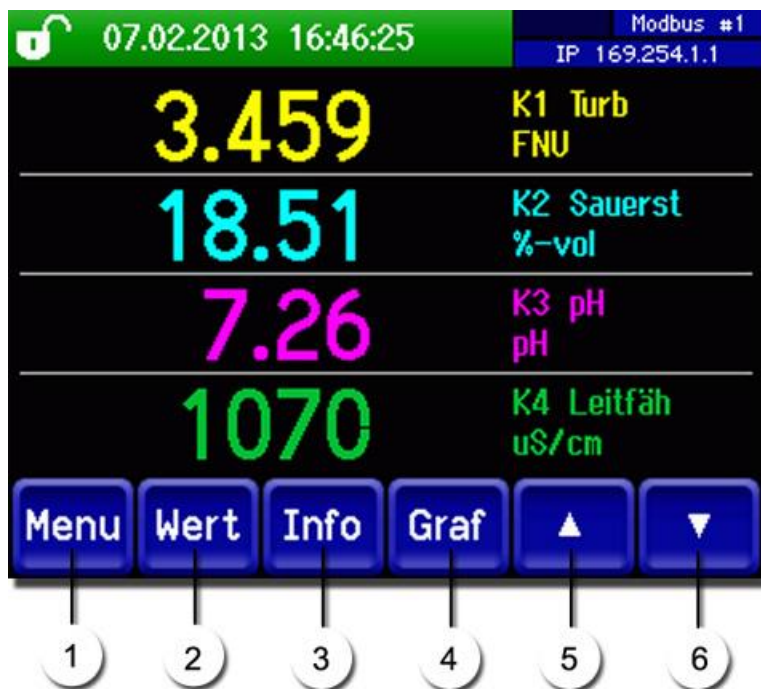 07.02.2013 16:46:25
Modbus #1
IP 169.254.1.1
3.459
K1 Turb
FNU
18.51
K2 Sauerst
%-vol
7.26
K3 pH
pH
1070
K4 Leitfäh
uS/cm
Menu Wert Info Graf ▲ ▼
1 2 3 4 5 6